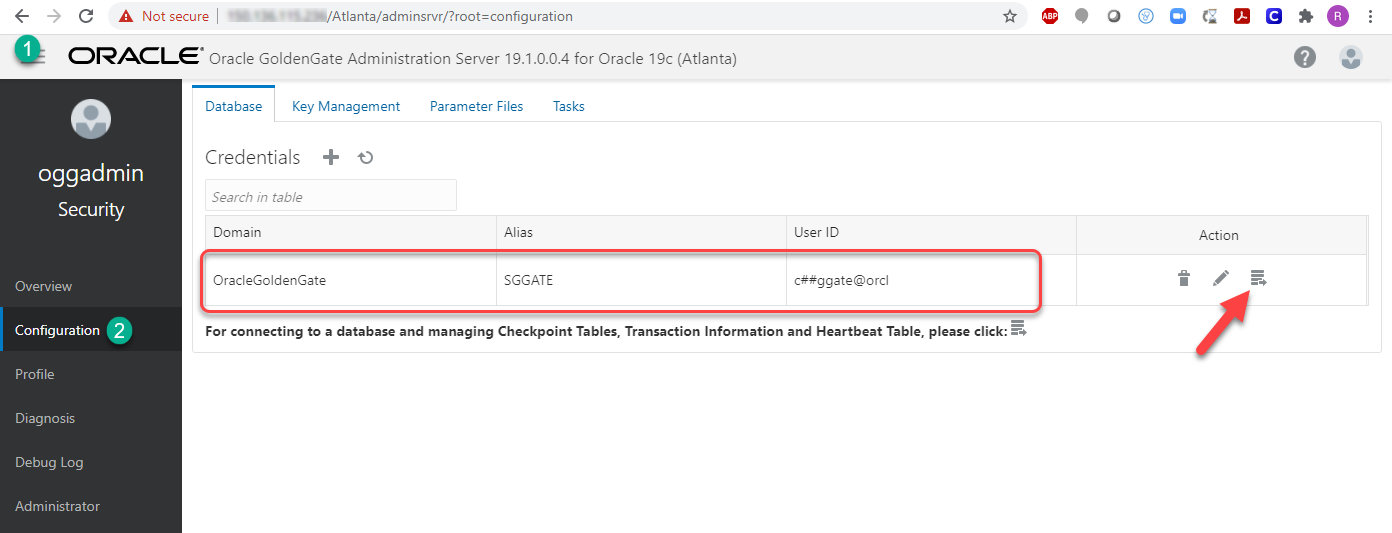 Not secure /Atlanta/adminsrvr/?root=configuration ABP C R
1 ORACLE® Oracle GoldenGate Administration Server 19.1.0.0.4 for Oracle 19c (Atlanta) ?
oggadmin
Security
Overview
Configuration 2
Profile
Diagnosis
Debug Log
Administrator
Database Key Management Parameter Files Tasks
Credentials
Search in table
Domain Alias User ID Action
OracleGoldenGate SGGATE c##ggate@orcl
For connecting to a database and managing Checkpoint Tables, Transaction Information and Heartbeat Table, please click: